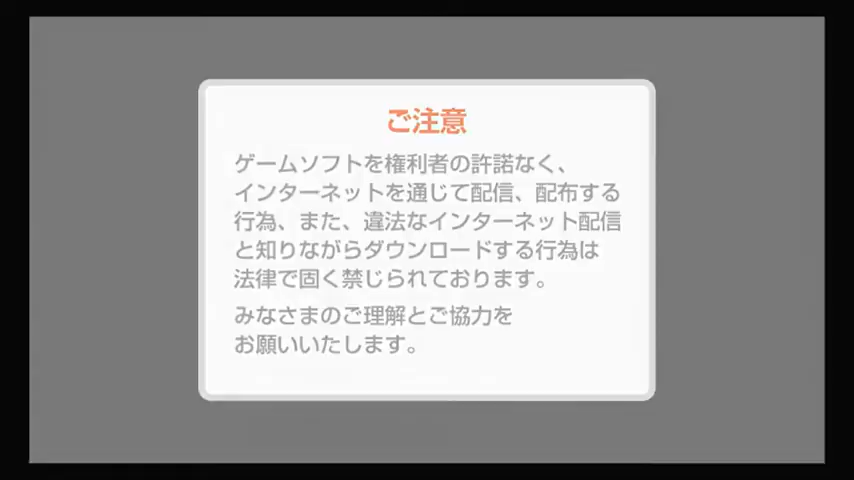 ご注意
ゲームソフトを権利者の許諾なく、
インターネットを通じて配信、配布する
行為、また、違法なインターネット配信
と知りながらダウンロードする行為は
法律で固く禁じられております。
みなさまのご理解とご協力を
お願いいたします。